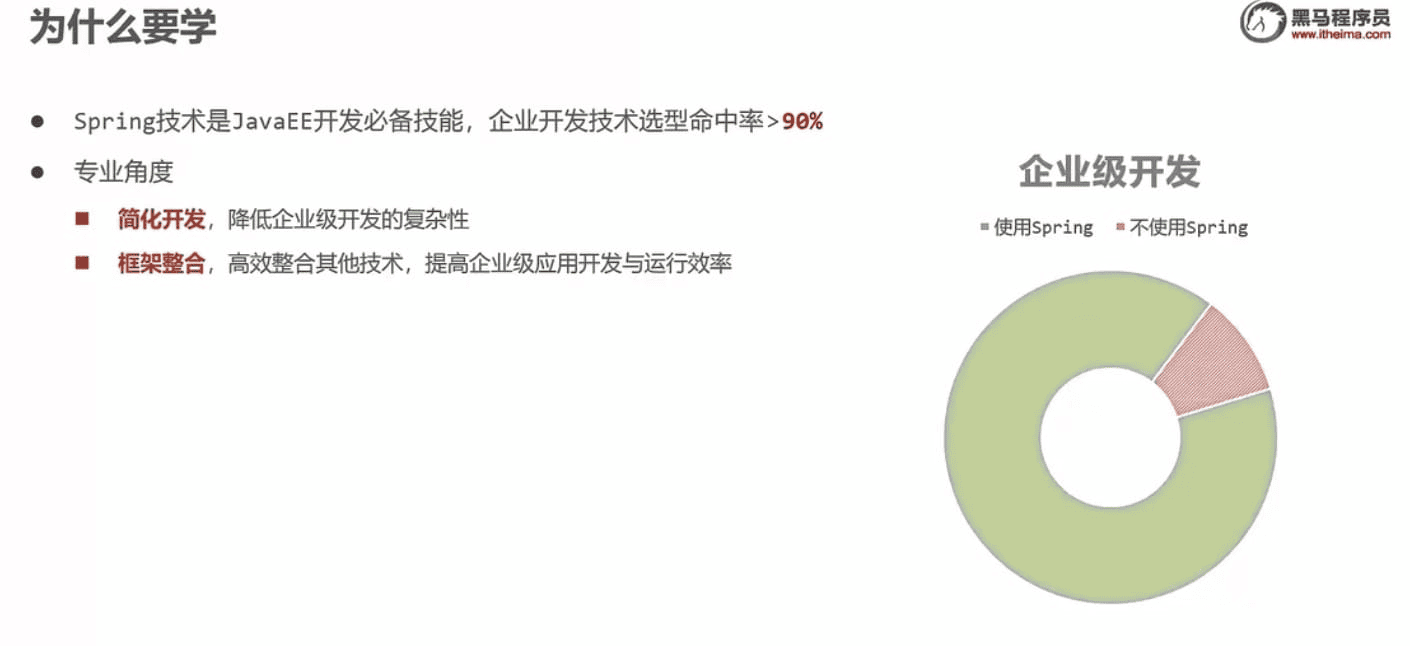 为什么要学
黑马程序员
www.itheima.com
Spring技术是JavaEE开发必备技能，企业开发技术选型命中率>90%
专业角度
简化开发，降低企业级开发的复杂性
框架整合，高效整合其他技术，提高企业级应用开发与运行效率
企业级开发
使用Spring 不使用Spring